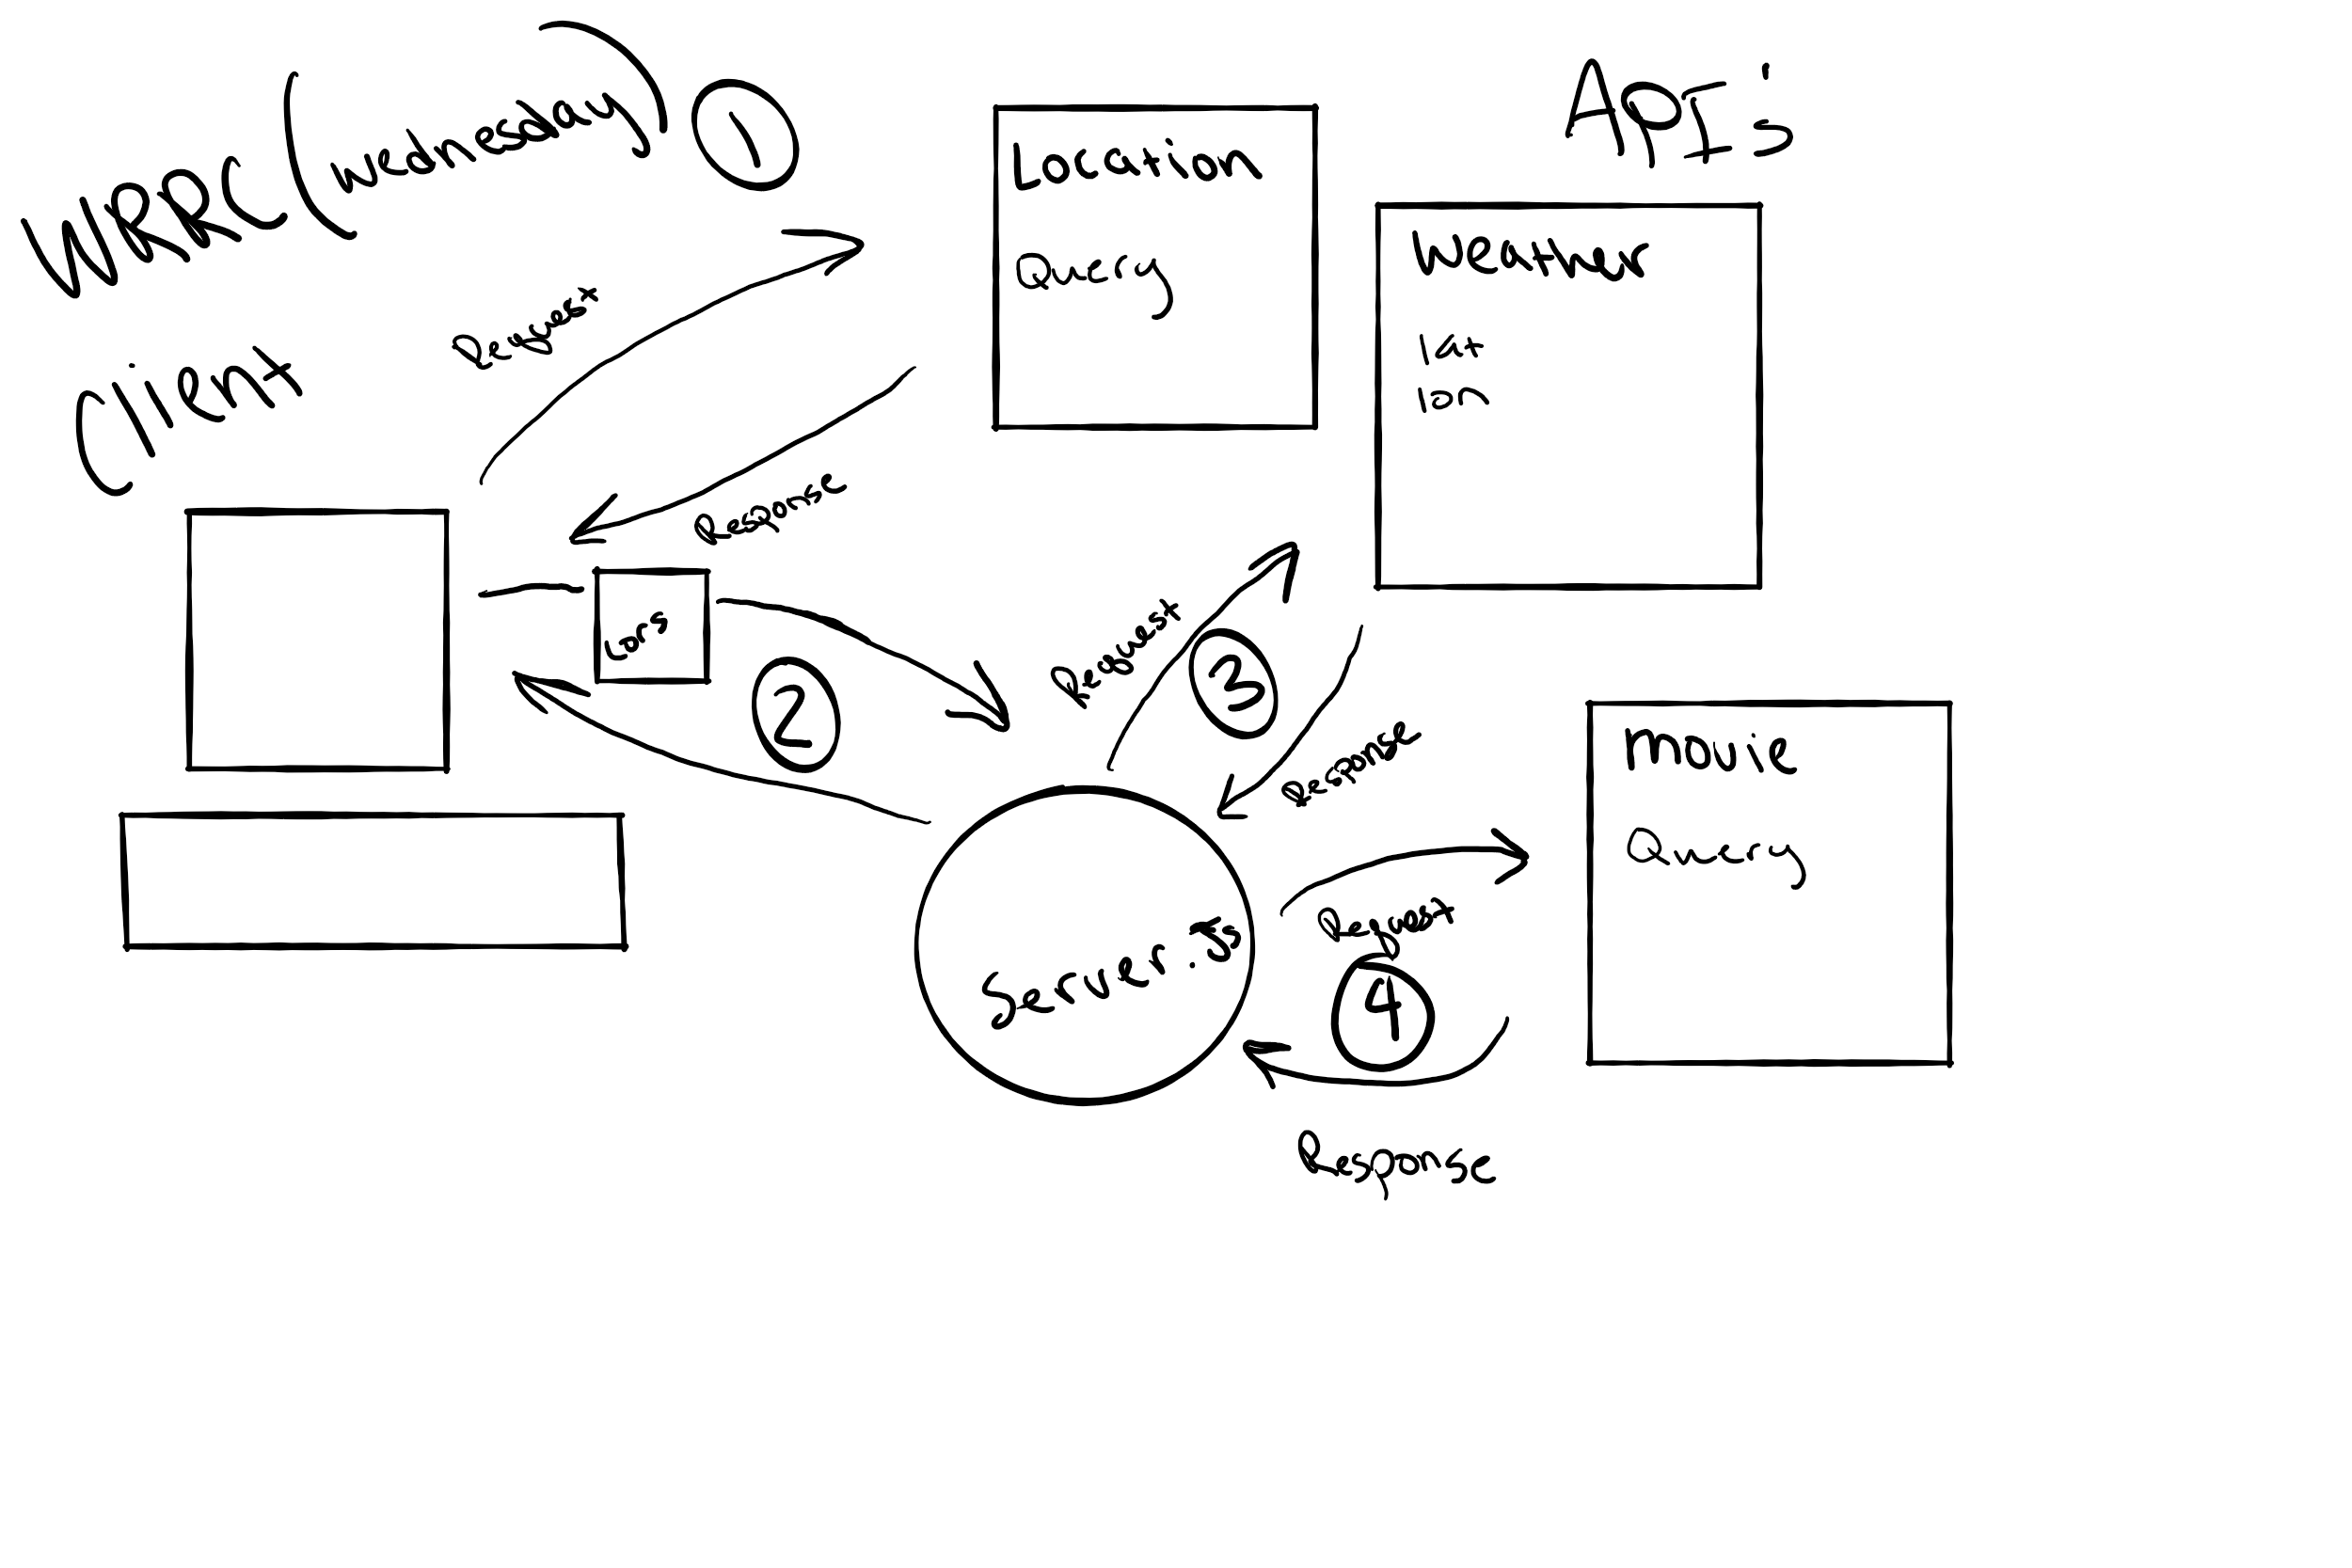 WRRC (Wednesday)
1
Client
Request
Response
Location
Query
API's
Weather
lat
lon
Cors
2
Request
3
Response
Server.js
Movie
Query
Request
4
Response